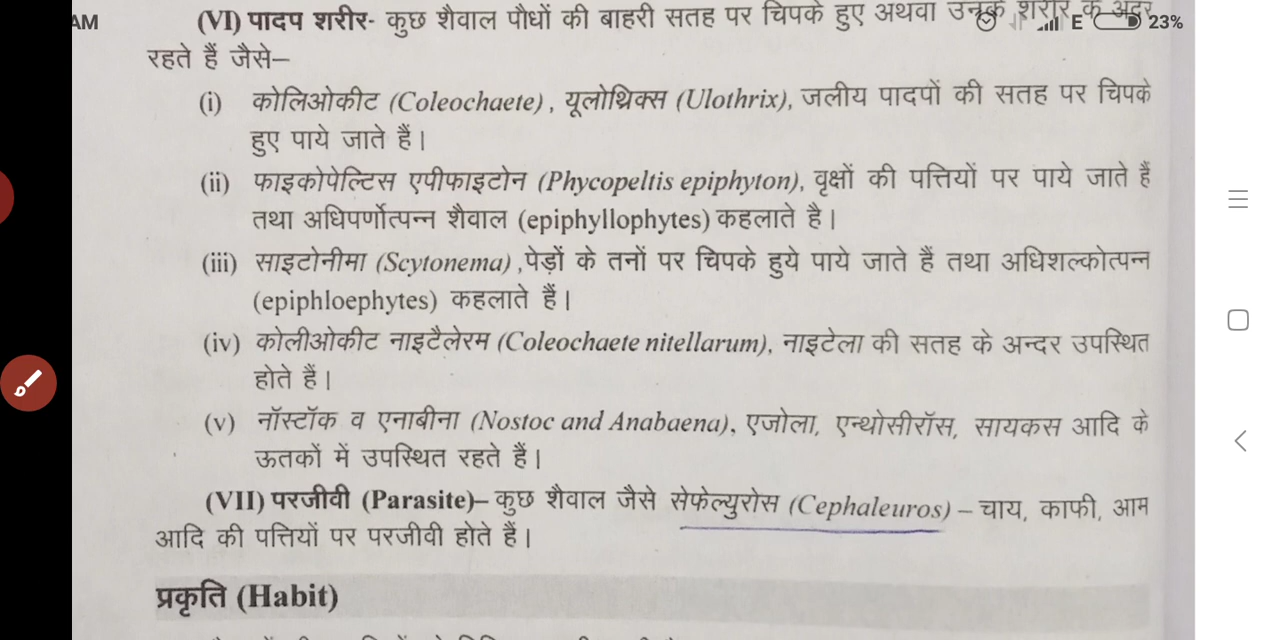 AM
(VI) पादप शरीर- कुछ शैवाल पौधों की बाहरी सतह पर चिपके हुए अथवा उनके शरीर के अंदर
E 23%
रहते हैं जैसे–
(i) कोलिओकीट (Coleochaete), यूलोथ्रिक्स (Ulothrix), जलीय पादपों की सतह पर चिपके
हुए पाये जाते हैं।
(ii) फाइकोपेल्टिस एपीफाइटोन (Phycopeltis epiphyton), वृक्षों की पत्तियों पर पाये जाते हैं
तथा अधिपर्णोत्पन्न शैवाल (epiphyllophytes) कहलाते है।
(iii) साइटोनीमा (Scytonema) ,पेड़ों के तनों पर चिपके हुये पाये जाते हैं तथा अधिशल्कोत्पन्न
(epiphloephytes) कहलाते हैं।
(iv) कोलीओकीट नाइटैलेरम (Coleochaete nitellarum), नाइटेला की सतह के अन्दर उपस्थित
होते हैं।
(v) नॉस्टॉक व एनाबीना (Nostoc and Anabaena), एजोला, एन्थोसीरॉस, सायकस आदि के
ऊतकों में उपस्थित रहते हैं।
(VII) परजीवी (Parasite)– कुछ शैवाल जैसे सेफेल्युरोस (Cephaleuros) – चाय, काफी, आम
आदि की पत्तियों पर परजीवी होते हैं।
प्रकृति (Habit)